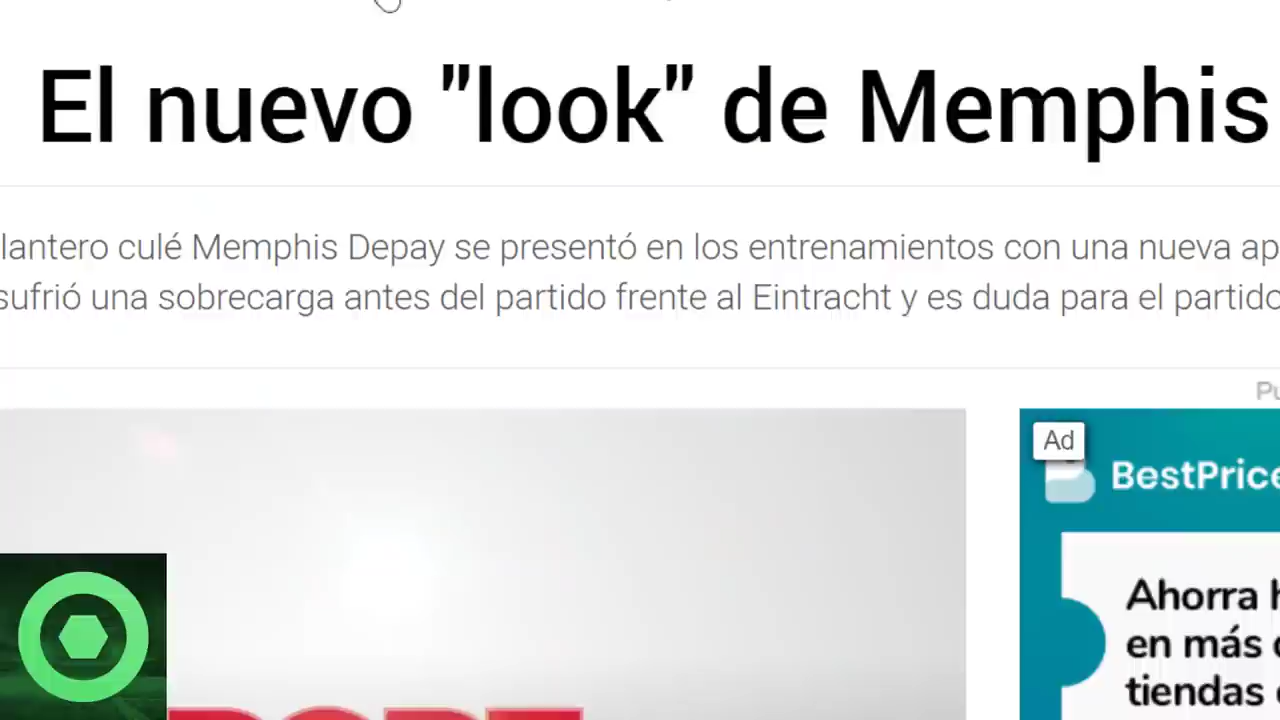 El nuevo "look" de Memphis
lantero culé Memphis Depay se presentó en los entrenamientos con una nueva ap
sufrió una sobrecarga antes del partido frente al Eintracht y es duda para el partido
Pu
Ad
BestPrice
Ahorra h
en más
tiendas